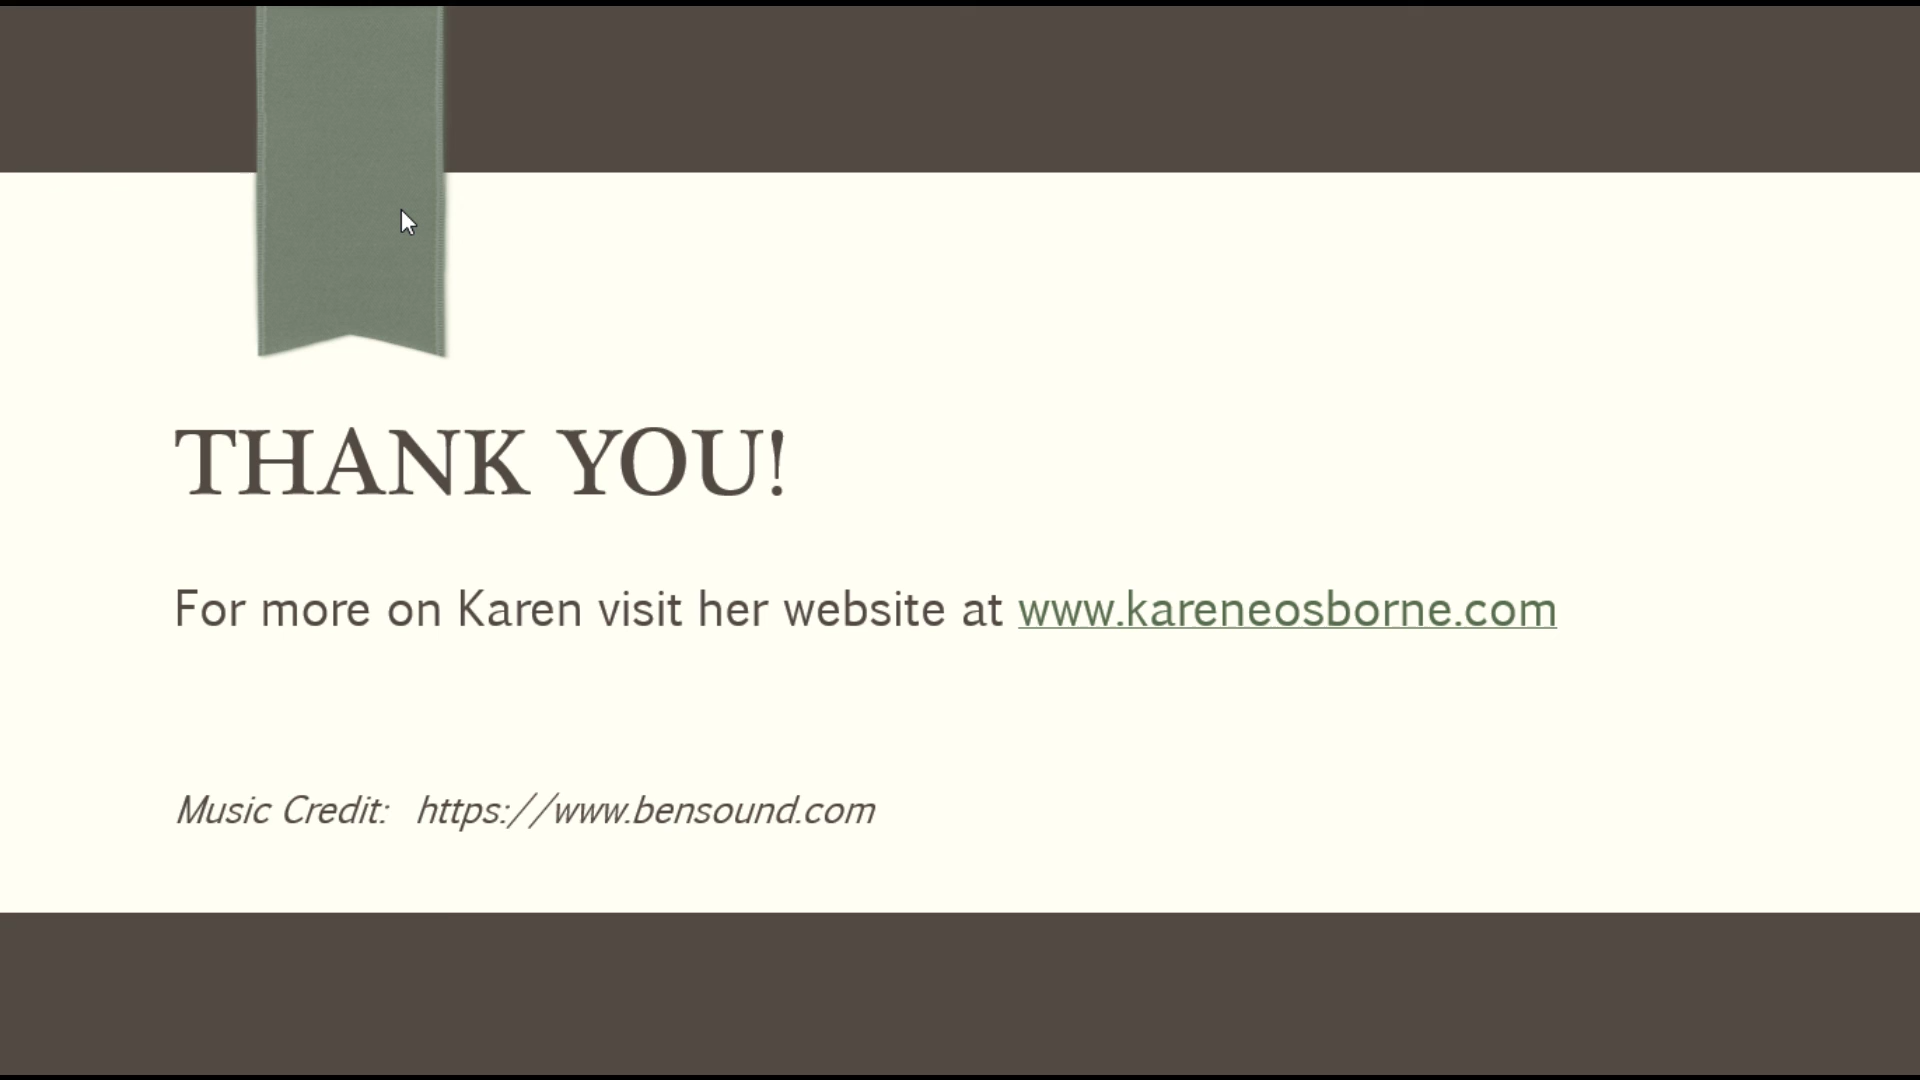 THANK YOU!
For more on Karen visit her website at www.kareneosborne.com
Music Credit: https://www.bensound.com